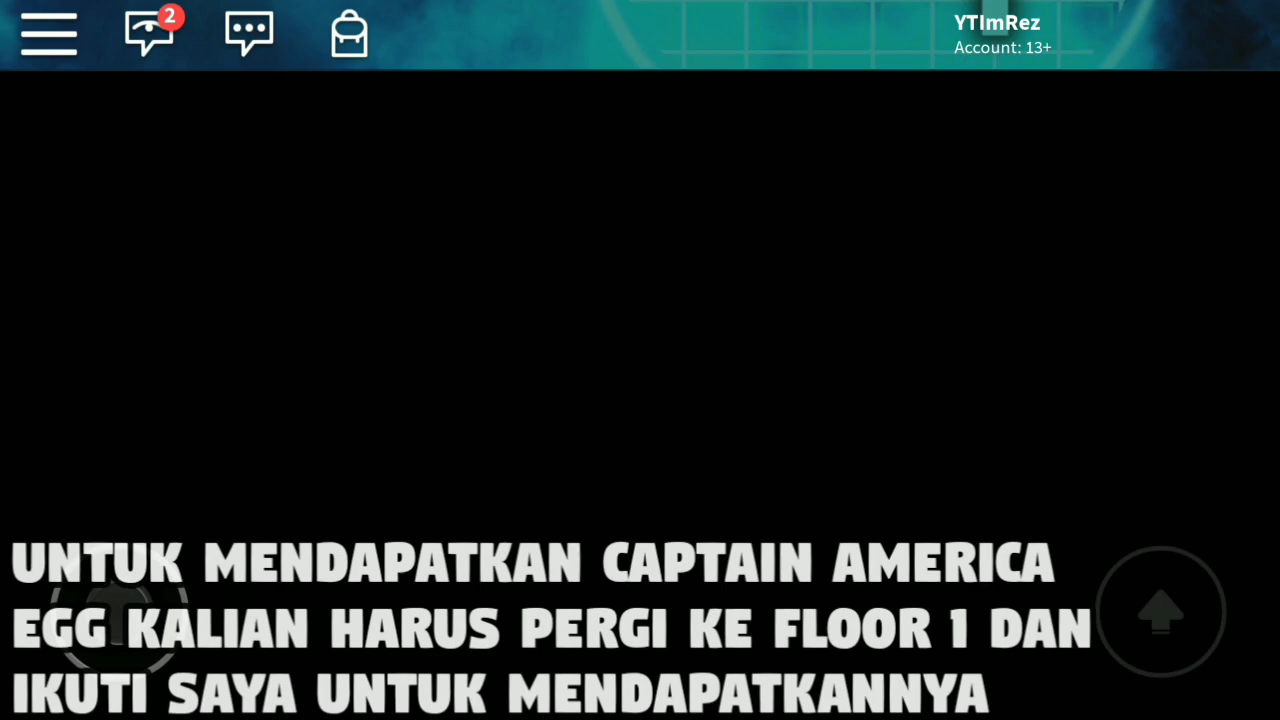 2
YTImRez
Account: 13+
UNTUK MENDAPATKAN CAPTAIN AMERICA
EGG KALIAN HARUS PERGI KE FLOOR 1 DAN
IKUTI SAYA UNTUK MENDAPATKANNYA